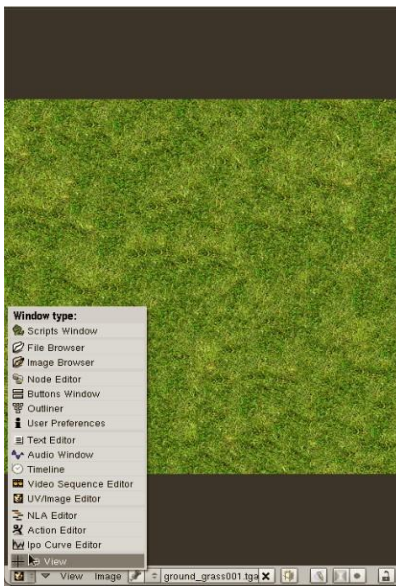 Window type:
Scripts Window
File Browser
Image Browser
Node Editor
Buttons Window
Outliner
User Preferences
Text Editor
Audio Window
Timeline
Video Sequence Editor
UV/Image Editor
NLA Editor
Action Editor
Ipo Curve Editor
View
View Image ground_grass001.tga